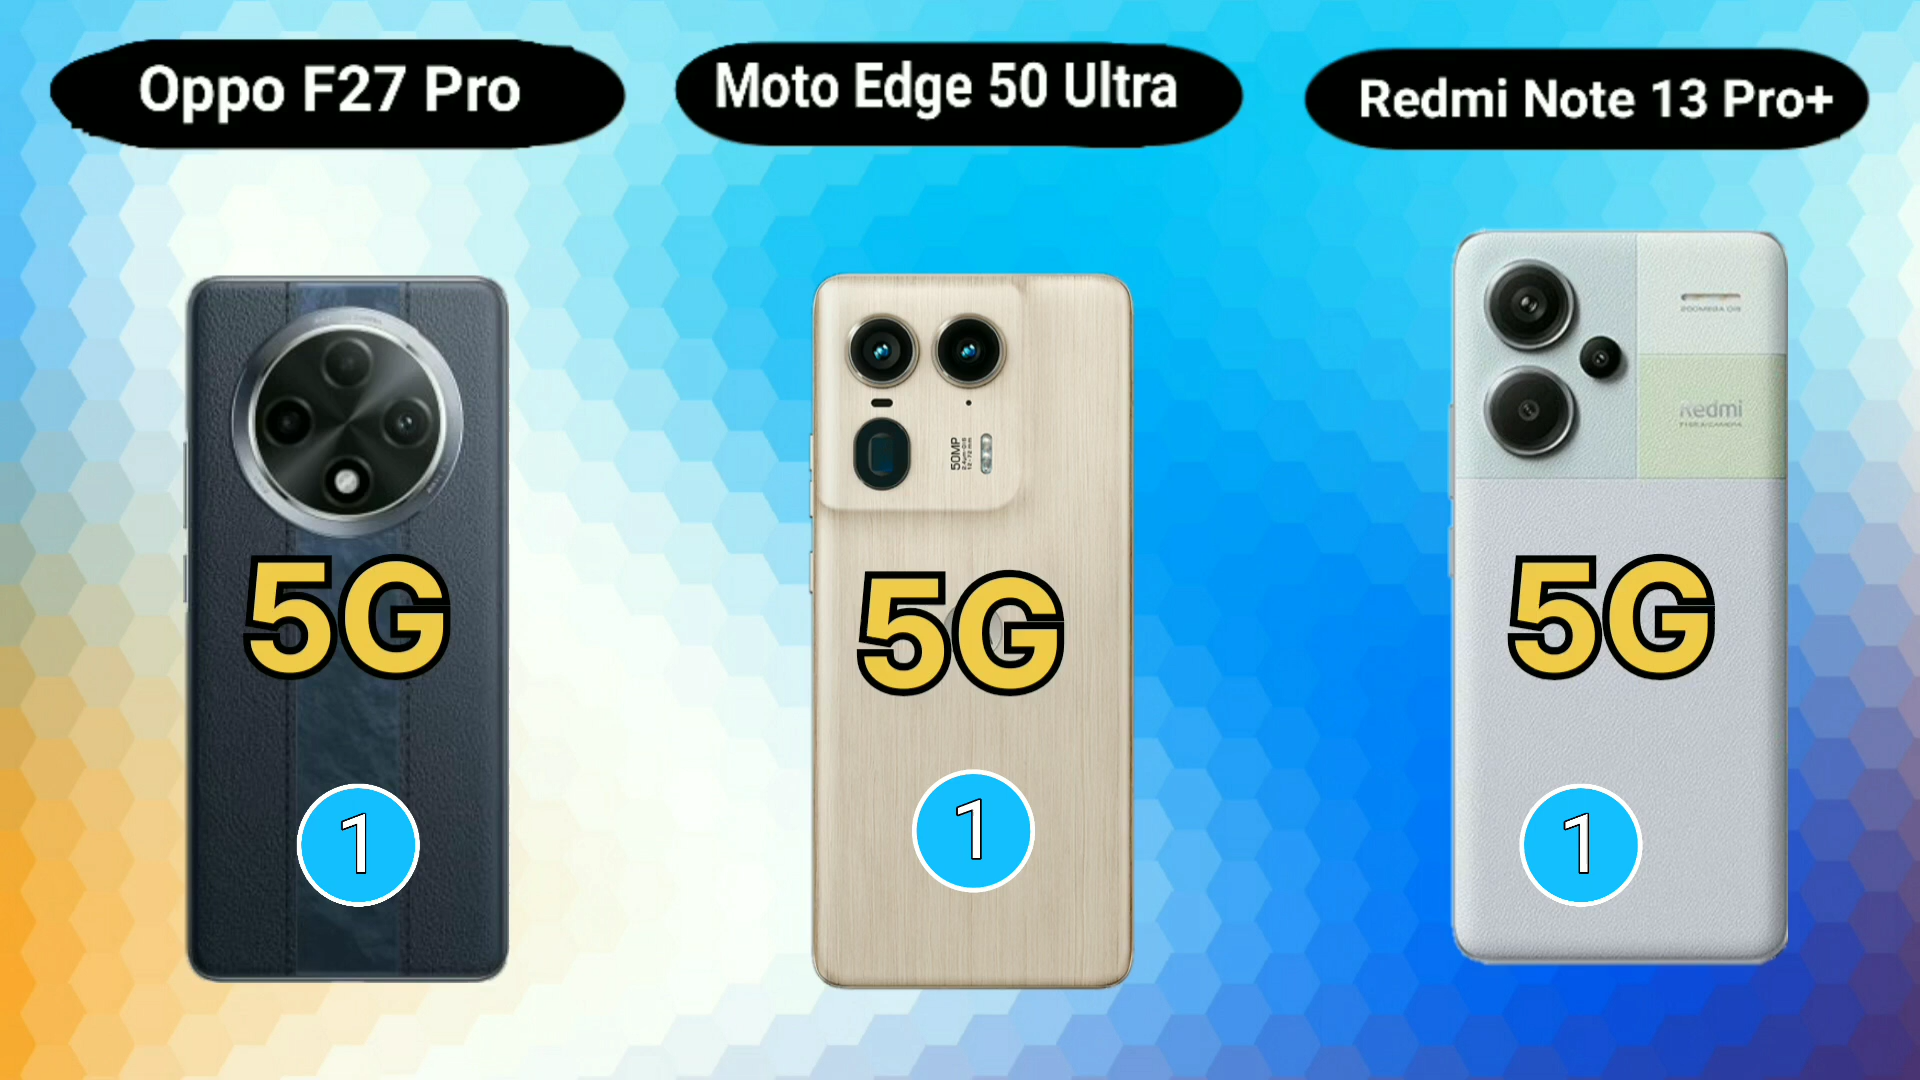 Oppo F27 Pro
Moto Edge 50 Ultra
Redmi Note 13 Pro+
50MP
Redmi
5G
5G
5G
1
1
1